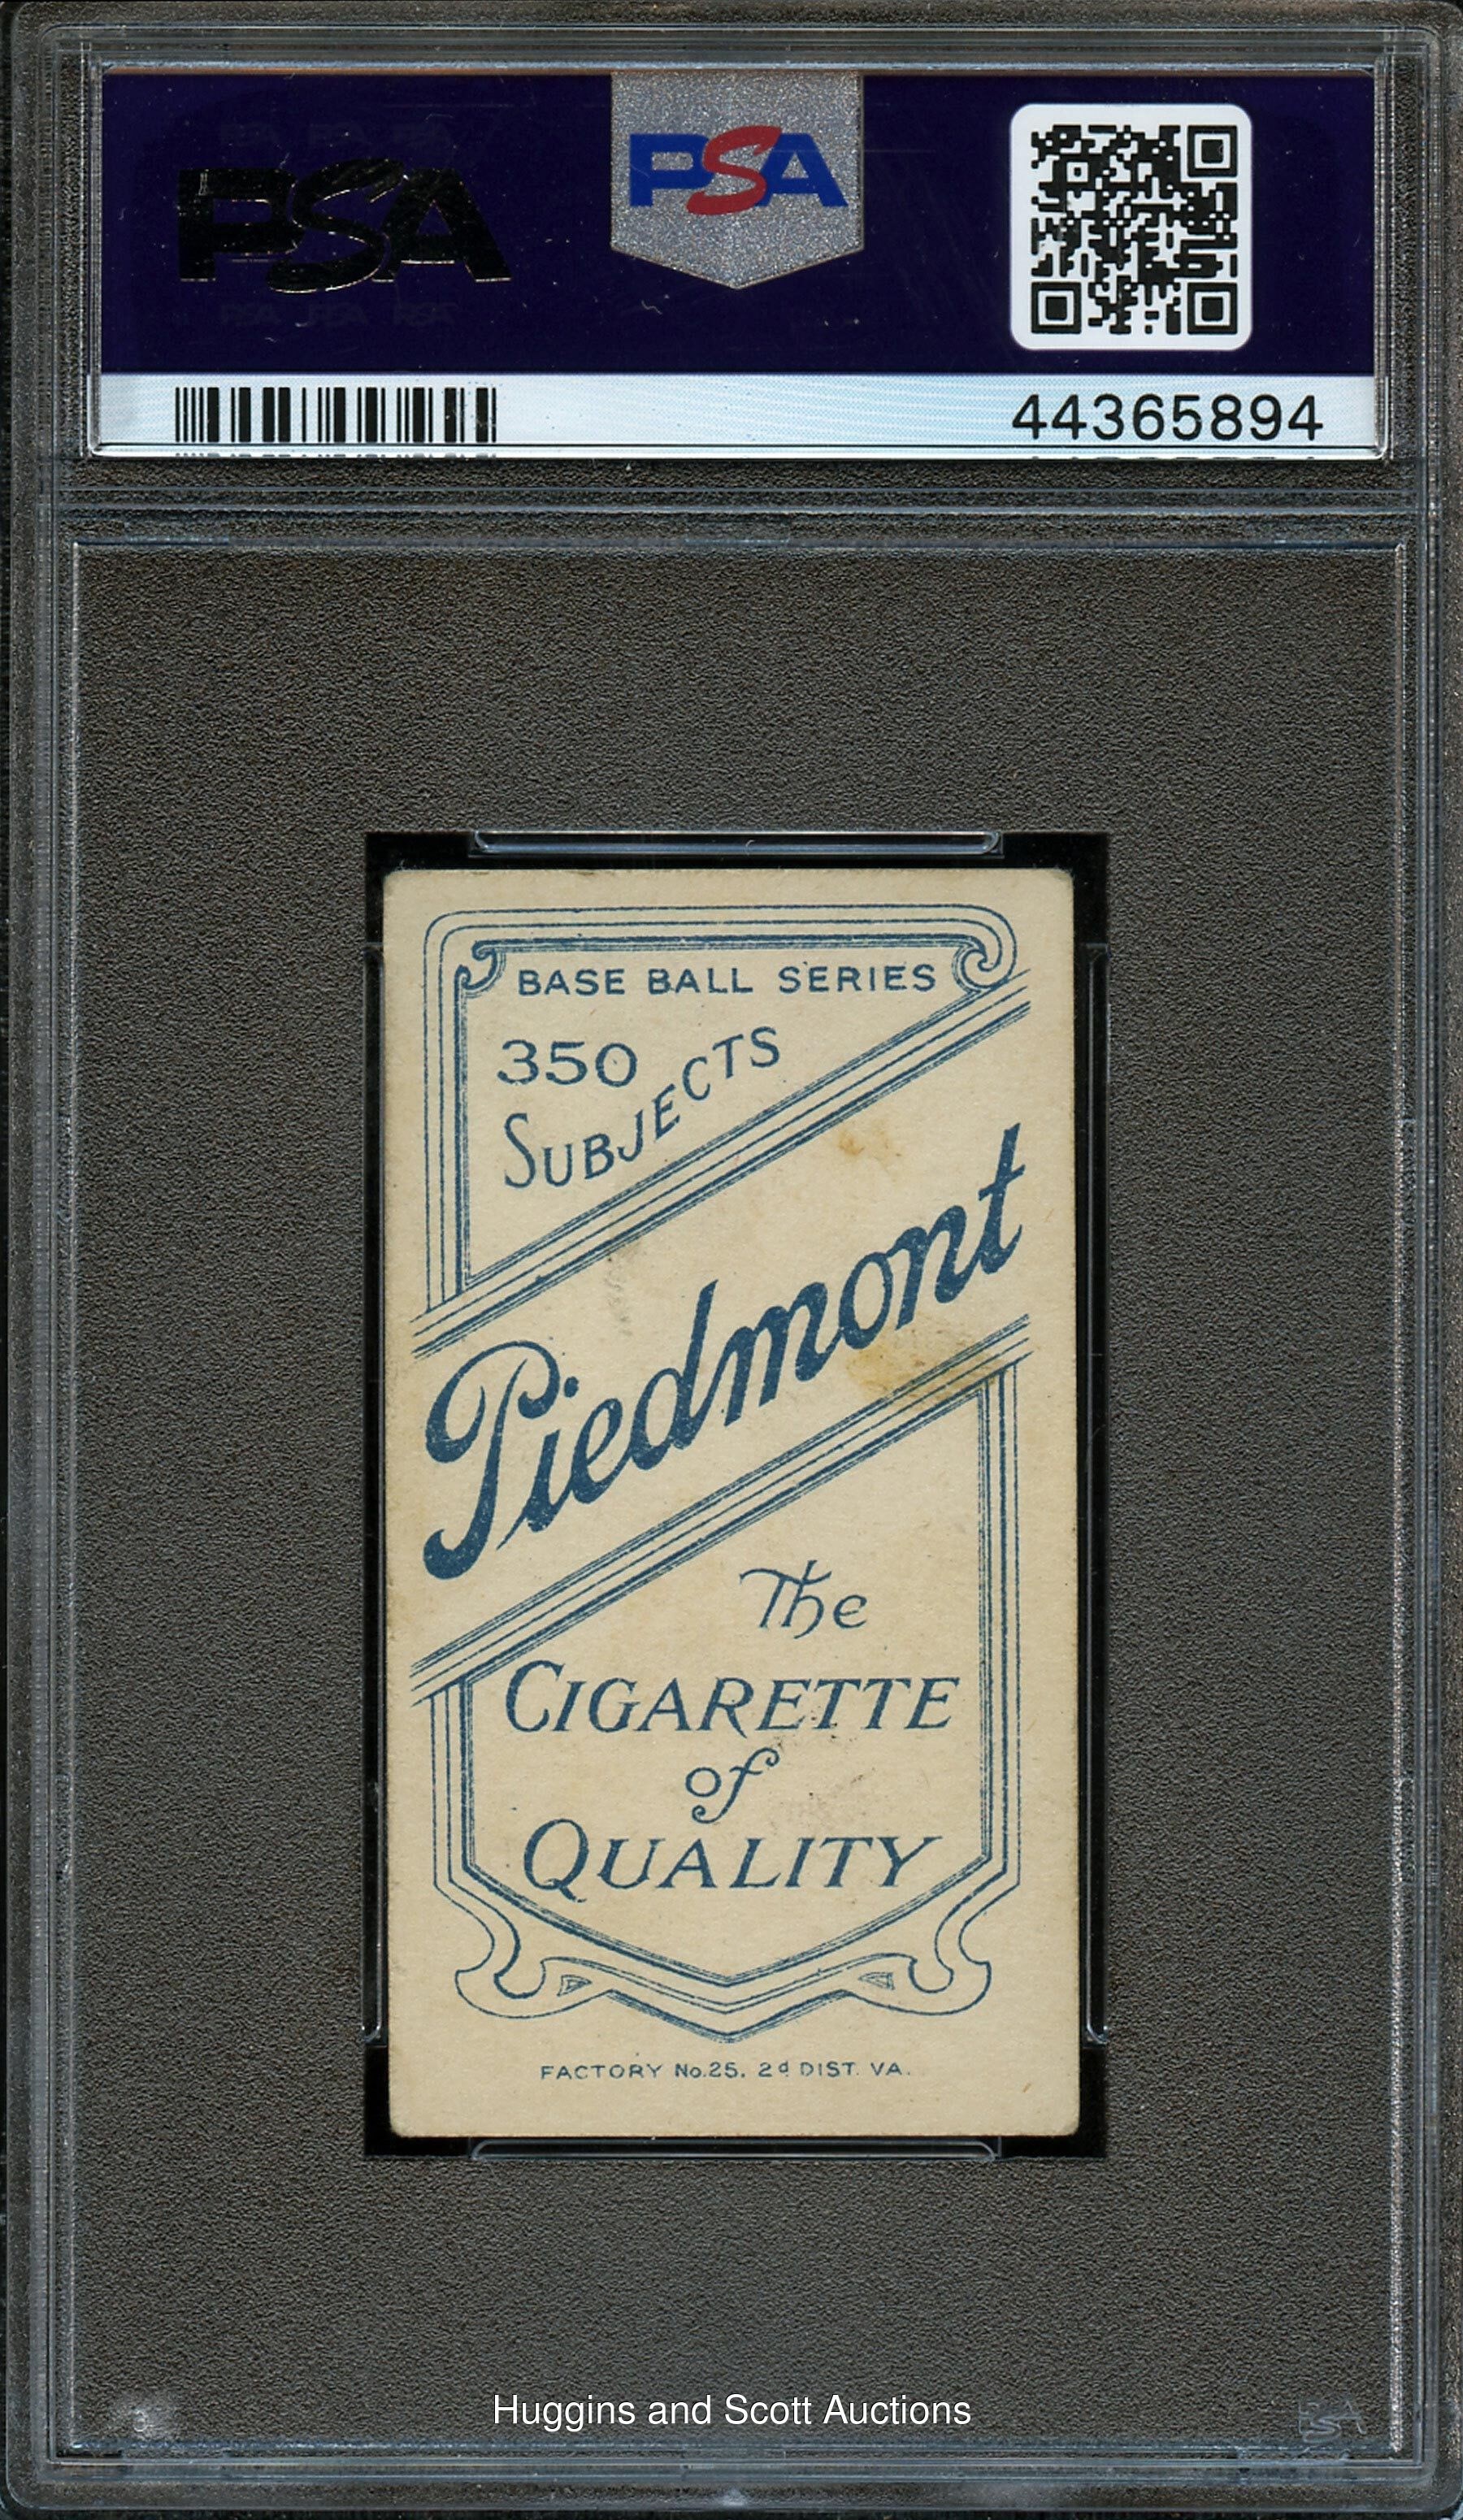 PSA
PSA
44365894
BASE BALL SERIES
350
SUBJECTS
Piedmont
The
CIGARETTE
of
QUALITY
FACTORY No.25. 2d DIST. VA.
Huggins and Scott Auctions
PSA